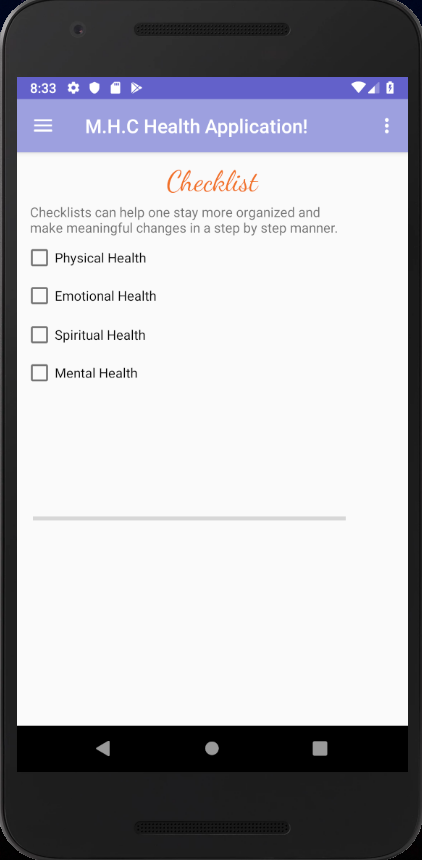 8:33
M.H.C Health Application!
Checklist
Checklists can help one stay more organized and
make meaningful changes in a step by step manner.
Physical Health
Emotional Health
Spiritual Health
Mental Health